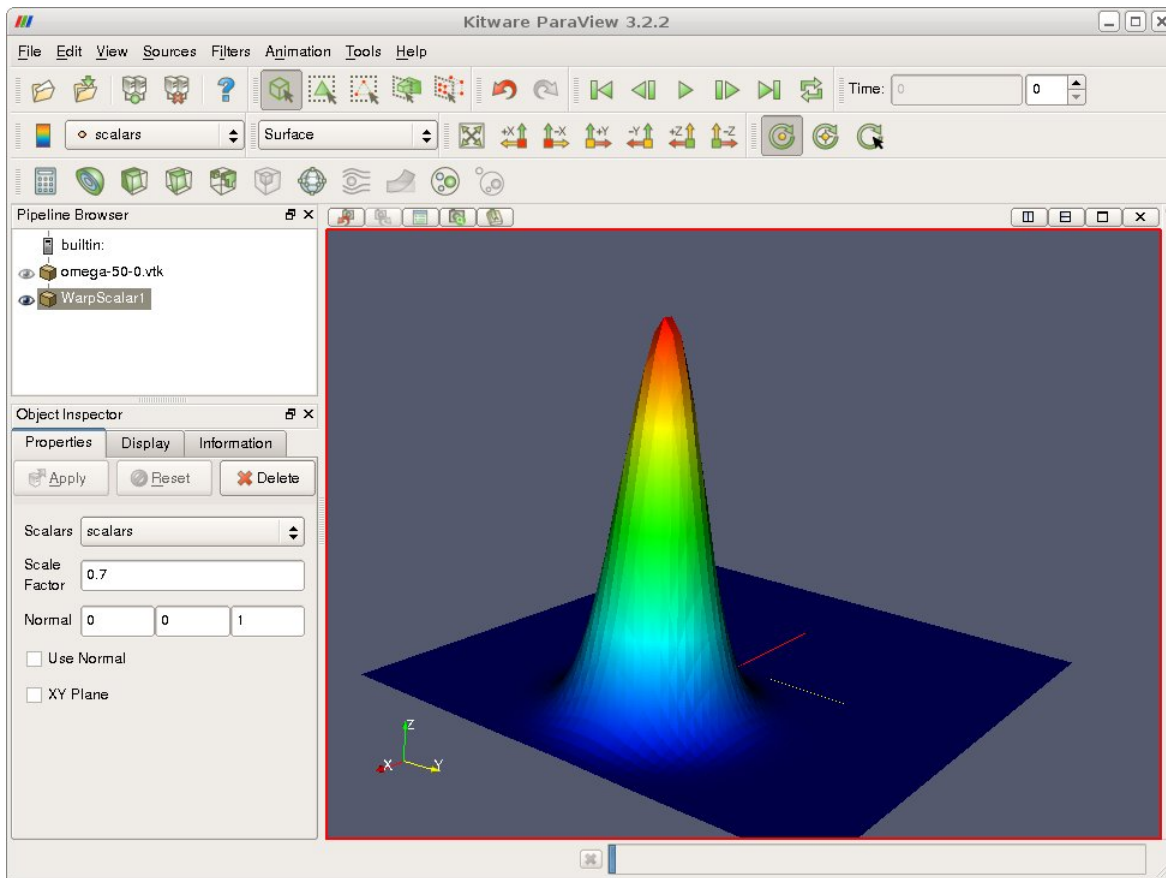 Kitware ParaView 3.2.2
File Edit View Sources Filters Animation Tools Help
? Time: 0 0
scalars Surface +X -X +Y -Y +Z -Z
Pipeline Browser
builtin:
omega-50-0.vtk
WarpScalar1
Object Inspector
Properties Display Information
Apply Reset Delete
Scalars scalars
Scale Factor 0.7
Normal 0 0 1
Use Normal
XY Plane
Z
X Y